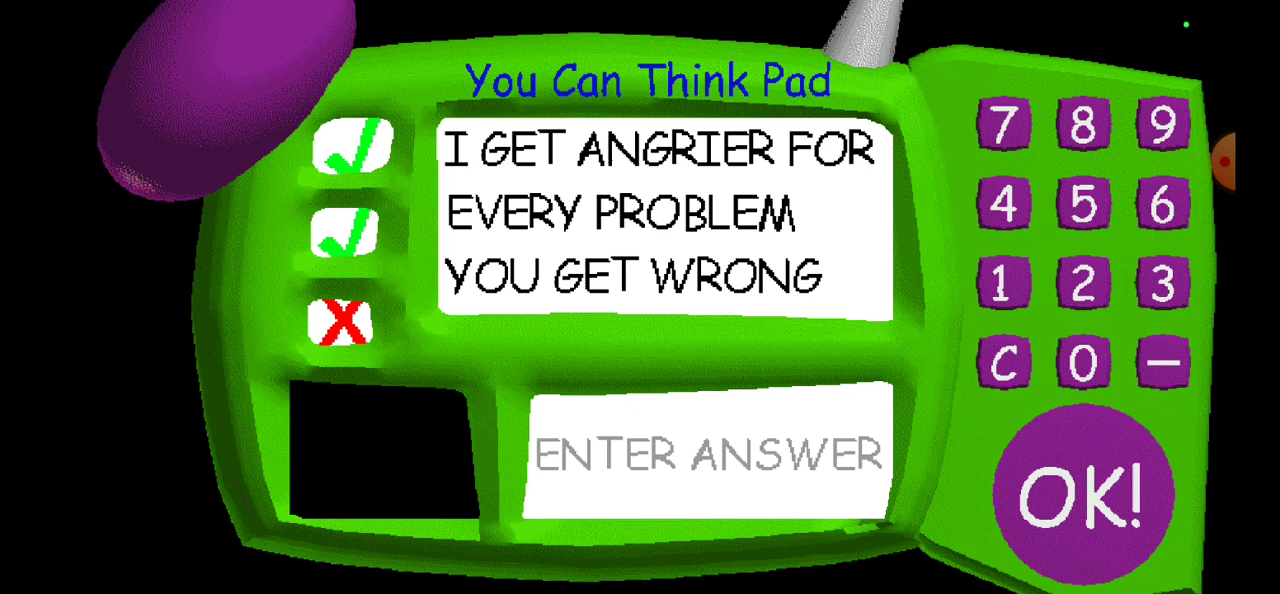 You Can Think Pad
I GET ANGRIER FOR
EVERY PROBLEM
YOU GET WRONG
ENTER ANSWER
7 8 9
4 5 6
1 2 3
C 0 –
OK!